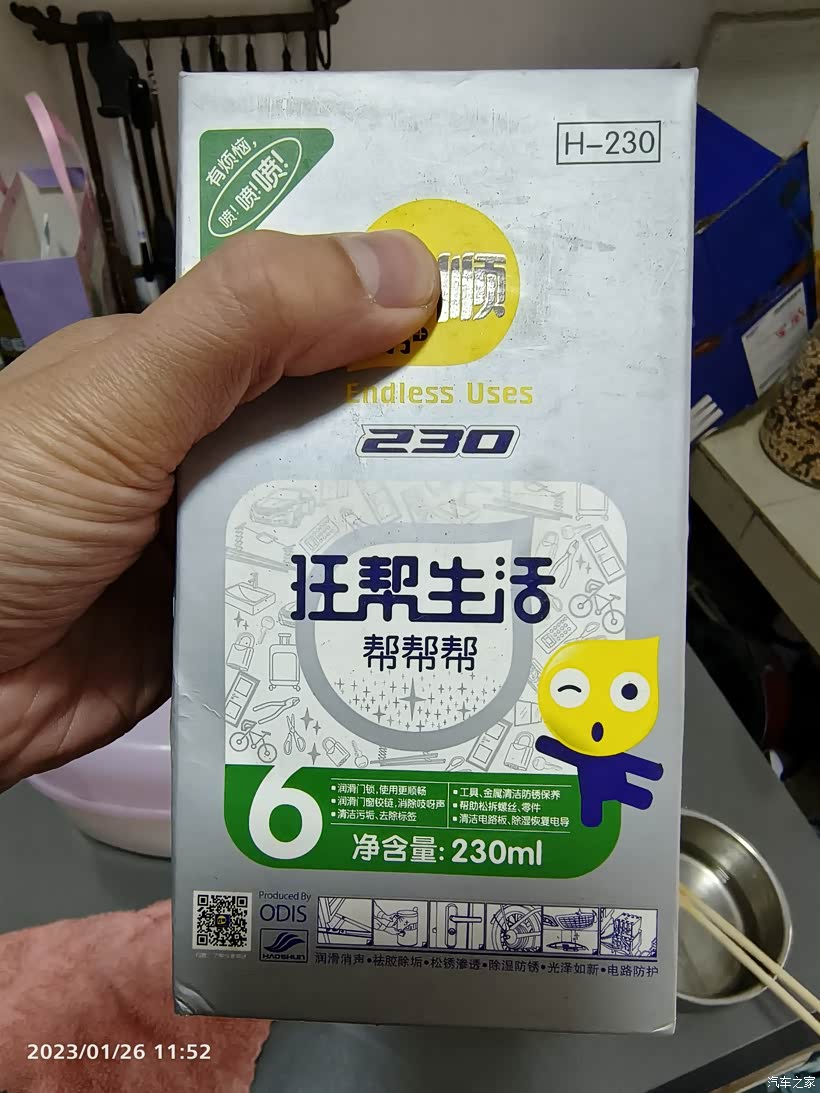 H-230
有烦恼，
喷！喷！喷！
顺
Endless Uses
230
狂帮生活
帮帮帮
6
润滑门锁，使用更顺畅
润滑门窗铰链，消除吱呀声
清洁污垢、去除标签
工具、金属清洁防锈保养
帮助松拆螺丝、零件
清洁电路板、除湿恢复电导
净含量：230ml
Produced By
ODIS
HAOSHUN
润滑消声•祛胶除垢•松锈渗透•除湿防锈•光泽如新•电路防护
2023/01/26 11:52
汽车之家